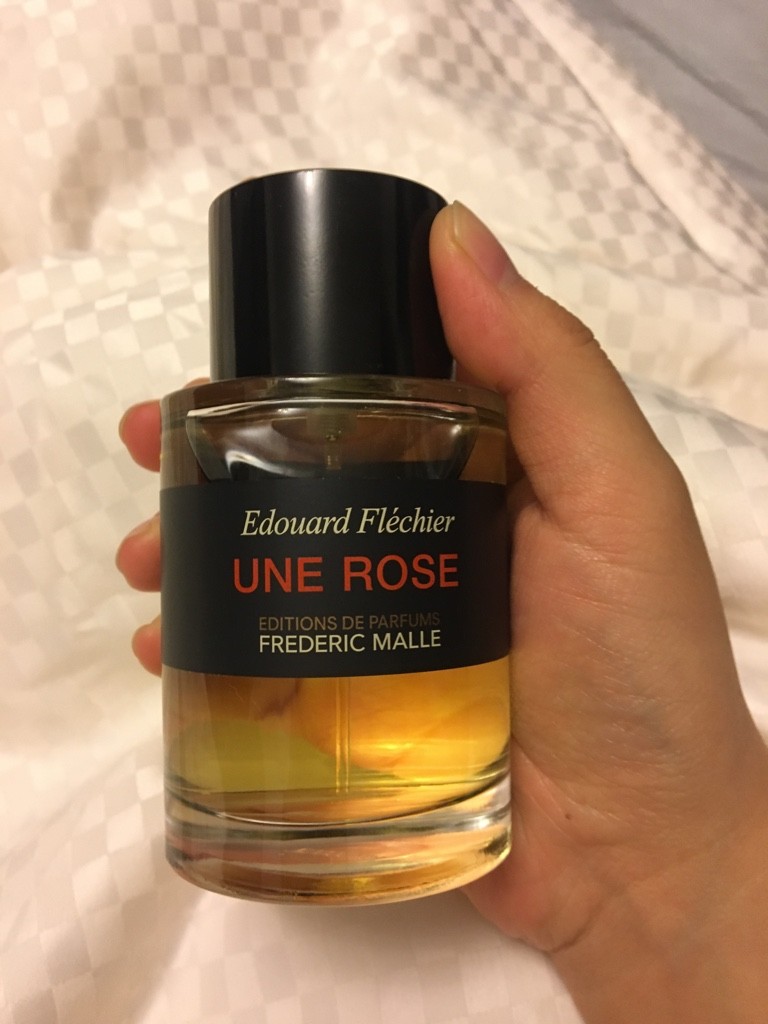 Edouard Fléchier
UNE ROSE
EDITIONS DE PARFUMS
FREDERIC MALLE